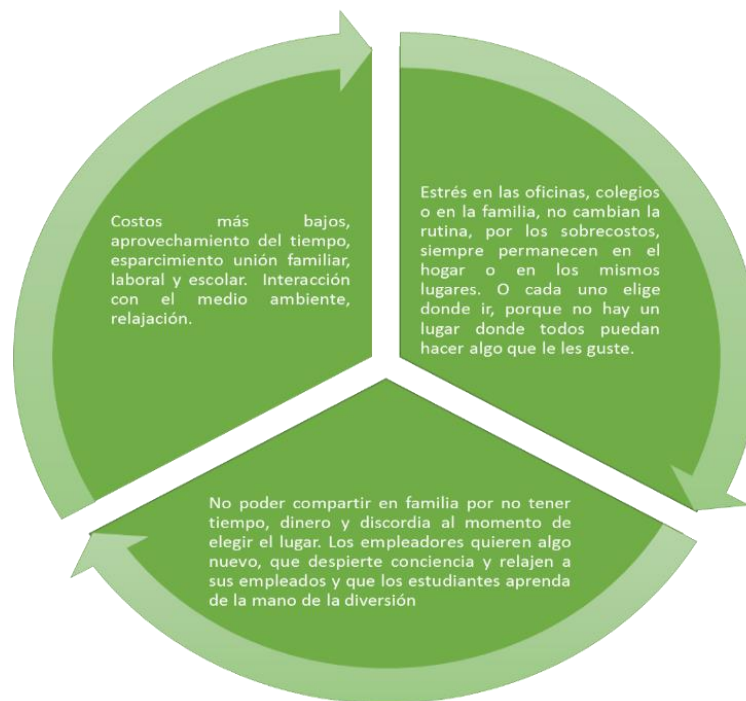 Costos más bajos,
aprovechamiento del tiempo,
esparcimiento unión familiar,
laboral y escolar. Interacción
con el medio ambiente,
relajación.
Estrés en las oficinas, colegios
o en la familia, no cambian la
rutina, por los sobrecostos,
siempre permanecen en el
hogar o en los mismos
lugares. O cada uno elige
donde ir, porque no hay un
lugar donde todos puedan
hacer algo que le les guste.
No poder compartir en familia por no tener
tiempo, dinero y discordia al momento de
elegir el lugar. Los empleadores quieren algo
nuevo, que despierte conciencia y relajen a
sus empleados y que los estudiantes aprenda
de la mano de la diversión